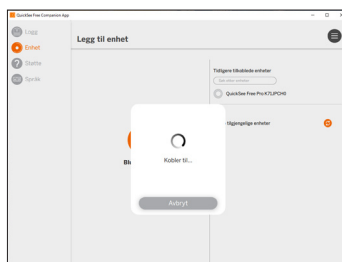 QuickSee Free Companion App
Logg
Enhet
Støtte
Språk
Legg til enhet
Tidligere tilkoblede enheter
QuickSee Free Pro K7LJPCH0
tilgjengelige enheter
Bl
Kobler til...
Avbryt